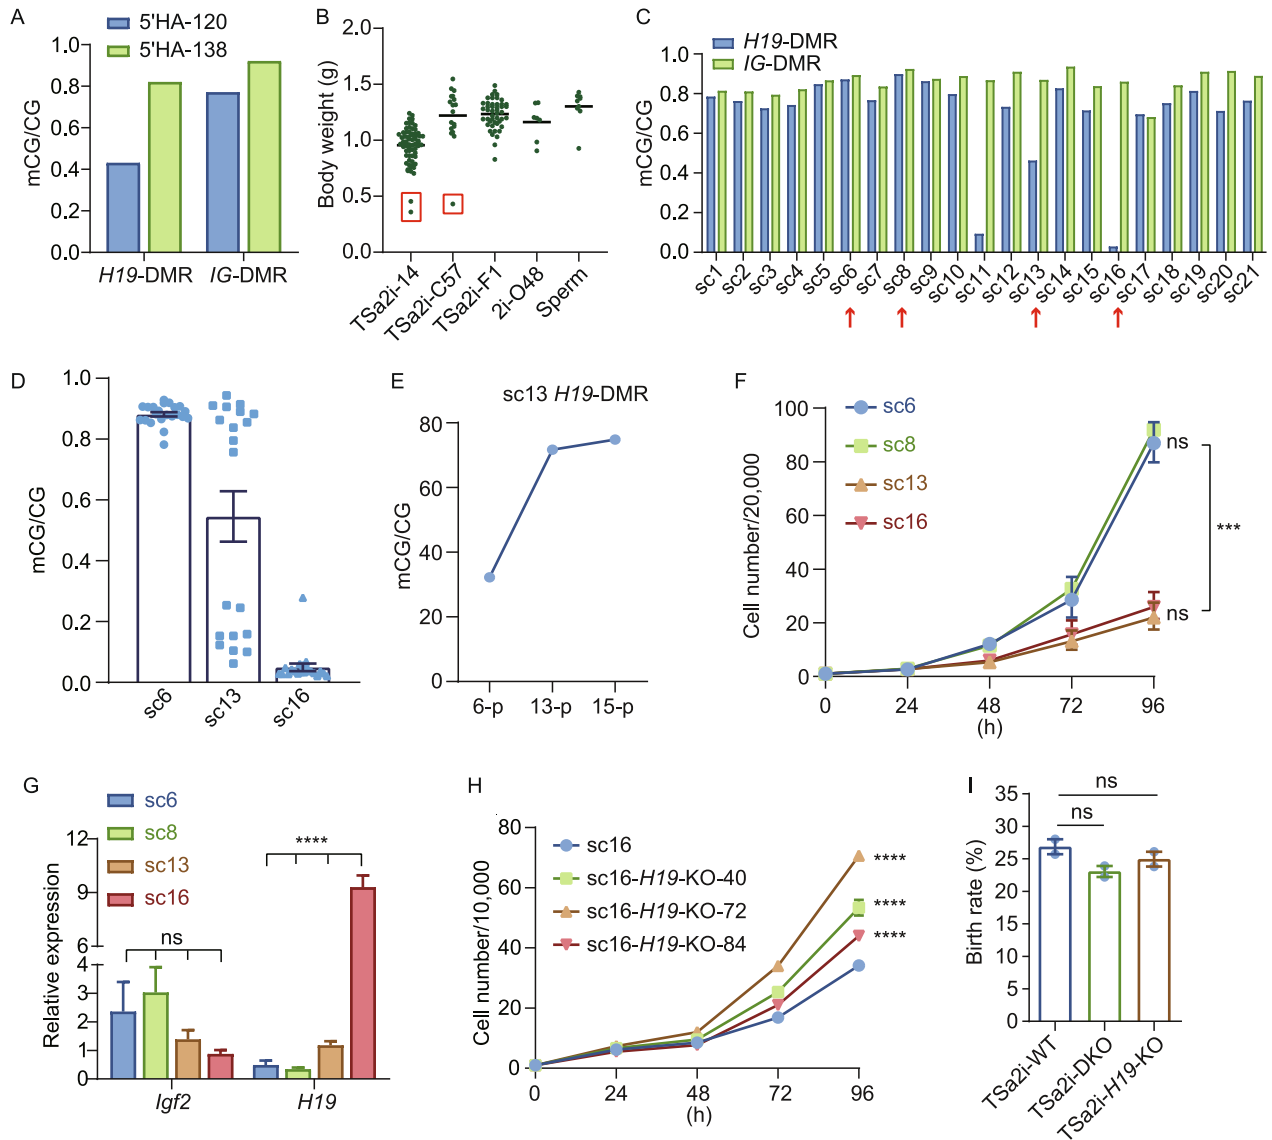 A
5'HA-120
5'HA-138
mCG/CG
1.0
0.8
0.6
0.4
0.2
0.0
H19-DMR
IG-DMR
B
Body weight (g)
2.0
1.5
1.0
0.5
0.0
TSa2i-14
TSa2i-C57
TSa2i-F1
2i-O48
Sperm
C
H19-DMR
IG-DMR
mCG/CG
1.0
0.8
0.6
0.4
0.2
0.0
sc1
sc2
sc3
sc4
sc5
sc6
sc7
sc8
sc9
sc10
sc11
sc12
sc13
sc14
sc15
sc16
sc17
sc18
sc19
sc20
sc21
D
mCG/CG
1.0
0.8
0.6
0.4
0.2
0.0
sc6
sc13
sc16
E
sc13 H19-DMR
mCG/CG
80
60
40
20
0
6-p
13-p
15-p
F
sc6
sc8
sc13
sc16
Cell number/20,000
100
80
60
40
20
0
0
24
48
72
96
(h)
ns
***
ns
G
sc6
sc8
sc13
sc16
Relative expression
12
9
6
4
3
2
1
0
ns
****
Igf2
H19
H
sc16
sc16-H19-KO-40
sc16-H19-KO-72
sc16-H19-KO-84
Cell number/10,000
80
60
40
20
0
0
24
48
72
96
(h)
****
****
****
I
ns
ns
Birth rate (%)
35
30
25
20
15
10
5
0
TSa2i-WT
TSa2i-DKO
TSa2i-H19-KO